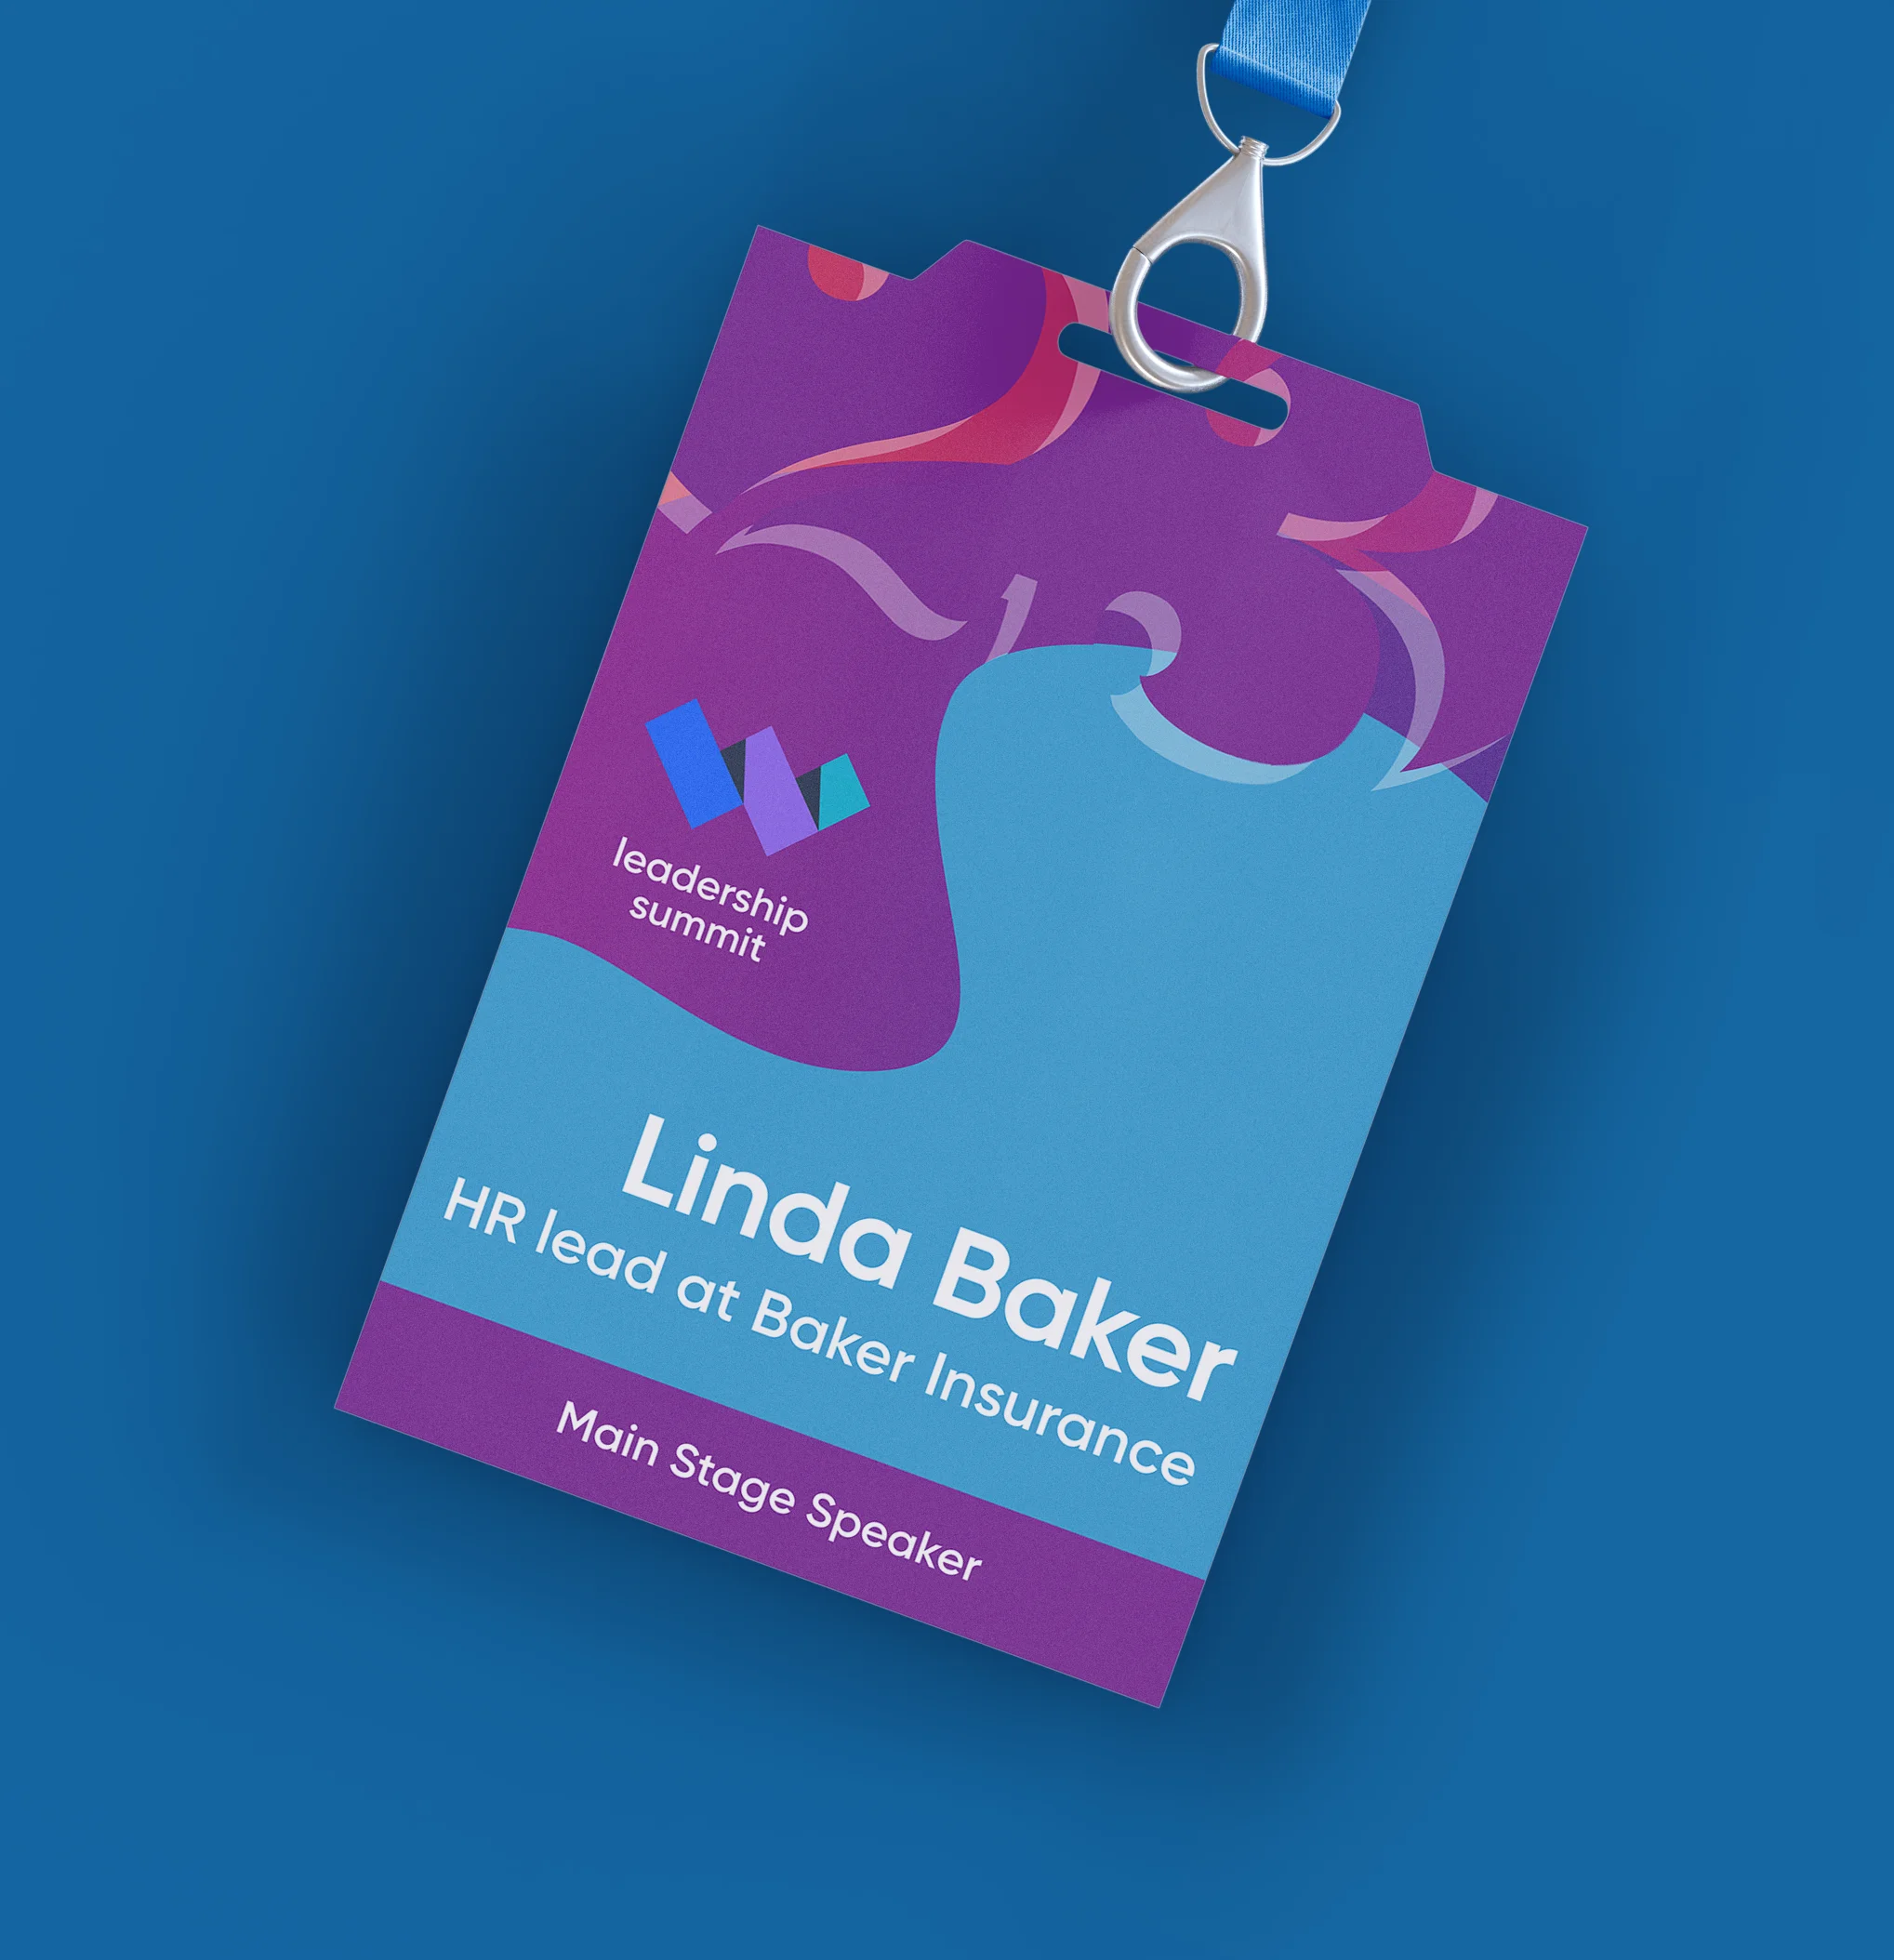 leadership
summit
Linda Baker
HR lead at Baker Insurance
Main Stage Speaker